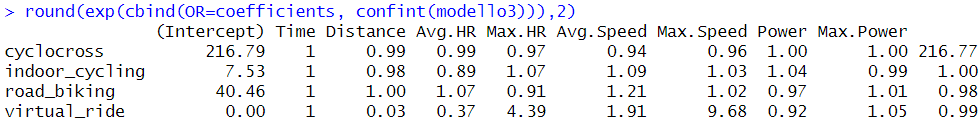 > round(exp(cbind(OR=coefficients, confint(modello3))),2)
(Intercept) Time Distance Avg.HR Max.HR Avg.Speed Max.Speed Power Max.Power
cyclocross 216.79 1 0.99 0.99 0.97 0.94 0.96 1.00 1.00 216.77
indoor_cycling 7.53 1 0.98 0.89 1.07 1.09 1.03 1.04 0.99 1.00
road_biking 40.46 1 1.00 1.07 0.91 1.21 1.02 0.97 1.01 0.98
virtual_ride 0.00 1 0.03 0.37 4.39 1.91 9.68 0.92 1.05 0.99